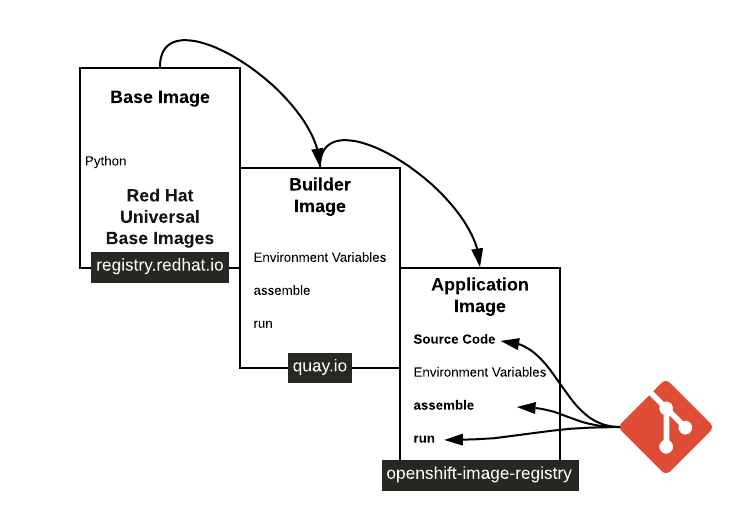 Base Image
Python
Red Hat
Universal
Base Images
registry.redhat.io
Builder
Image
Environment Variables
assemble
run
quay.io
Application
Image
Source Code
Environment Variables
assemble
run
openshift-image-registry